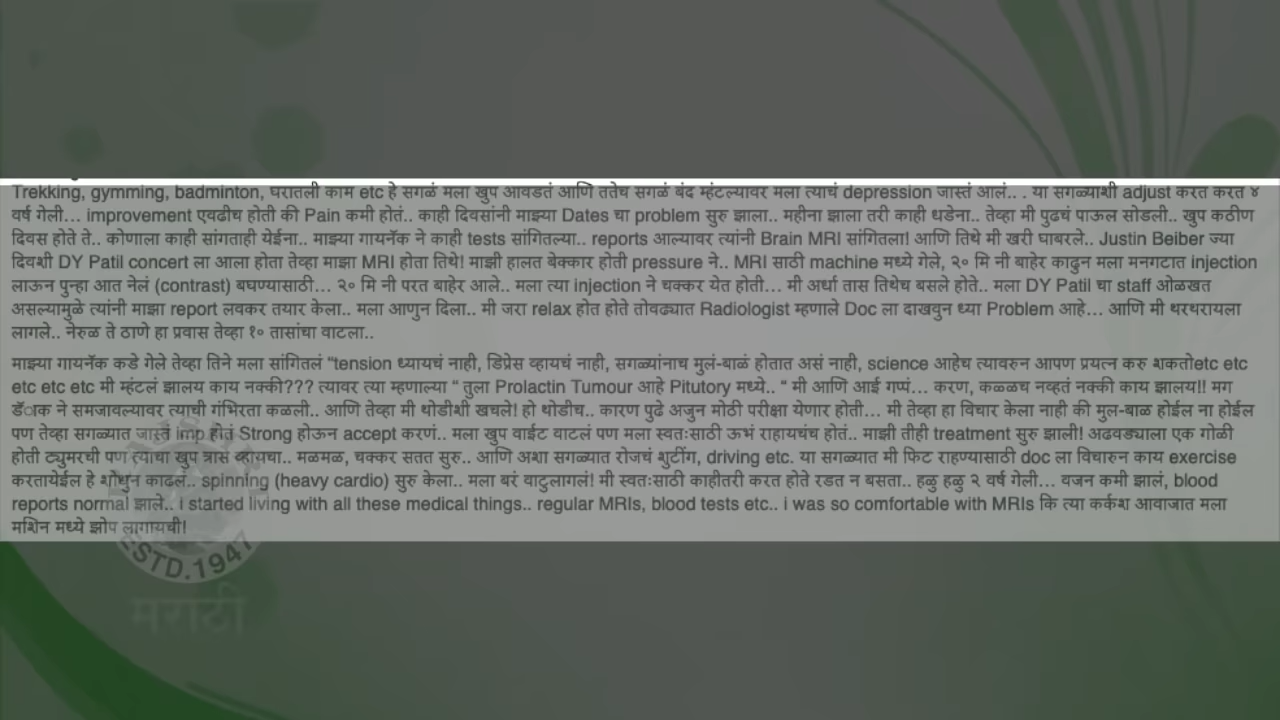 Trekking, gymming, badminton, घरातली काम etc हे सगळं मला खुप आवडतं आणि ततेच सगळं बंद म्हंटल्यावर मला त्याचं depression जास्तं आलं.. . या सगळ्याशी adjust करत करत ४
वर्ष गेली... improvement एवढीच होती की Pain कमी होतं.. काही दिवसांनी माझ्या Dates चा problem सुरु झाला.. महीना झाला तरी काही धडेना.. तेव्हा मी पुढचं पाऊल सोडली.. खुप कठीण
दिवस होते ते.. कोणाला काही सांगताही येईना.. माझ्या गायनॅक ने काही tests सांगितल्या.. reports आल्यावर त्यांनी Brain MRI सांगितला! आणि तिथे मी खरी घाबरले.. Justin Beiber ज्या
दिवशी DY Patil concert ला आला होता तेव्हा माझा MRI होता तिथे! माझी हालत बेक्कार होती pressure ने.. MRI साठी machine मध्ये गेले, २० मि नी बाहेर काढुन मला मनगटात injection
लाऊन पुन्हा आत नेलं (contrast) बघण्यासाठी... २० मि नी परत बाहेर आले.. मला त्या injection ने चक्कर येत होती... मी अर्धा तास तिथेच बसले होते.. मला DY Patil चा staff ओळखत
असल्यामुळे त्यांनी माझा report लवकर तयार केला.. मला आणुन दिला.. मी जरा relax होत होते तोवढ्यात Radiologist म्हणाले Doc ला दाखवुन ध्या Problem आहे... आणि मी थरथरायला
लागले.. नेरुळ ते ठाणे हा प्रवास तेव्हा १० तासांचा वाटला..
माझ्या गायनॅक कडे गेले तेव्हा तिने मला सांगितलं “tension ध्यायचं नाही, डिप्रेस व्हायचं नाही, सगळ्यांनाच मुलं-बाळं होतात असं नाही, science आहेच त्यावरुन आपण प्रयत्न करु शकतोetc etc
etc etc etc मी म्हंटलं झालय काय नक्की??? त्यावर त्या म्हणाल्या “ तुला Prolactin Tumour आहे Pitutory मध्ये.. “ मी आणि आई गप्पं... करण, कळ्ळच नव्हतं नक्की काय झालय!! मग
डॅाक ने समजावल्यावर त्याची गंभिरता कळली.. आणि तेव्हा मी थोडीशी खचले! हो थोडीच.. कारण पुढे अजुन मोठी परीक्षा येणार होती... मी तेव्हा हा विचार केला नाही की मुल-बाळ होईल ना होईल
पण तेव्हा सगळ्यात जास्तं imp होतं Strong होऊन accept करणं.. मला खुप वाईट वाटलं पण मला स्वतःसाठी ऊभं राहायचंच होतं.. माझी तीही treatment सुरु झाली! अढवड्याला एक गोळी
होती ट्युमरची पण त्याचा खुप त्रास व्हायचा.. मळमळ, चक्कर सतत सुरु.. आणि अशा सगळ्यात रोजचं शुटींग, driving etc. या सगळ्यात मी फिट राहण्यासाठी doc ला विचारुन काय exercise
करतायेईल हे शोधुन काढलं.. spinning (heavy cardio) सुरु केला.. मला बरं वाटुलागलं! मी स्वतःसाठी काहीतरी करत होते रडत न बसता.. हळु हळु २ वर्ष गेली... वजन कमी झालं, blood
reports normal झाले.. i started living with all these medical things.. regular MRIs, blood tests etc.. i was so comfortable with MRIs कि त्या कर्कश आवाजात मला
मशिन मध्ये झोप लागायची!
ESTD.1947
मराठी